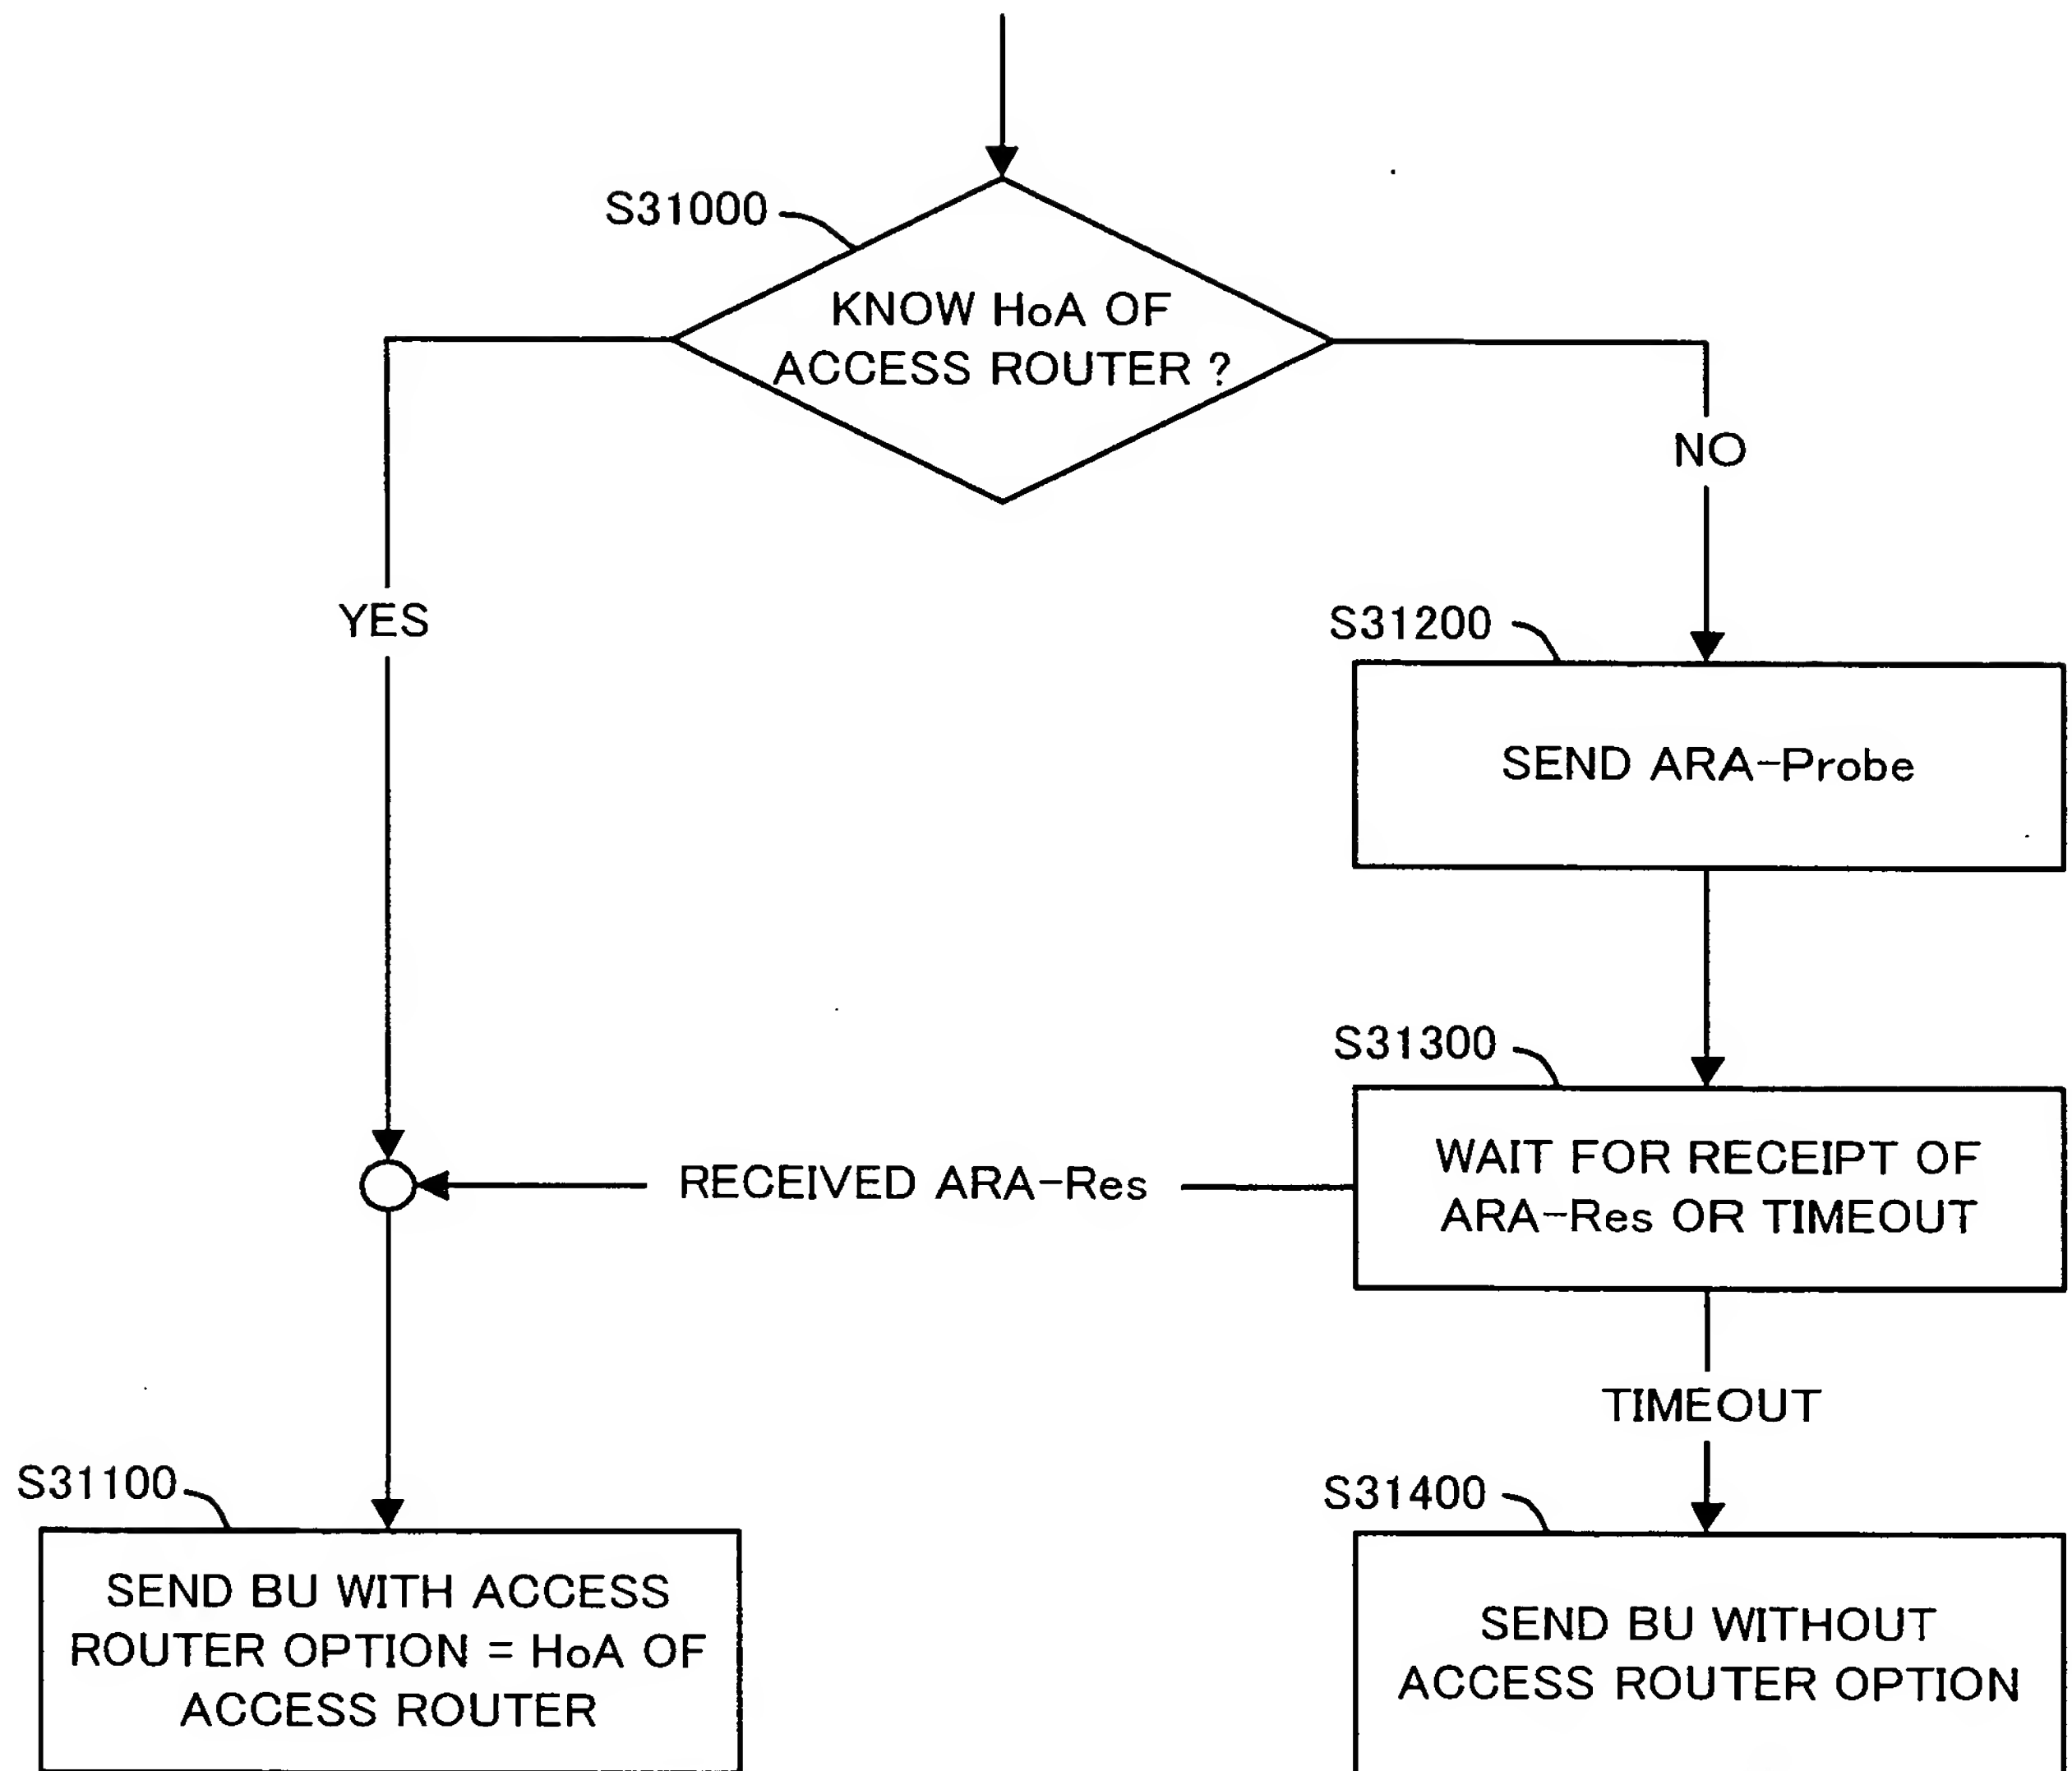 S31000
KNOW HoA OF
ACCESS ROUTER ?
NO
YES
S31200
SEND ARA-Probe
S31300
WAIT FOR RECEIPT OF
ARA-Res OR TIMEOUT
RECEIVED ARA-Res
TIMEOUT
S31100
SEND BU WITH ACCESS
ROUTER OPTION = HoA OF
ACCESS ROUTER
S31400
SEND BU WITHOUT
ACCESS ROUTER OPTION